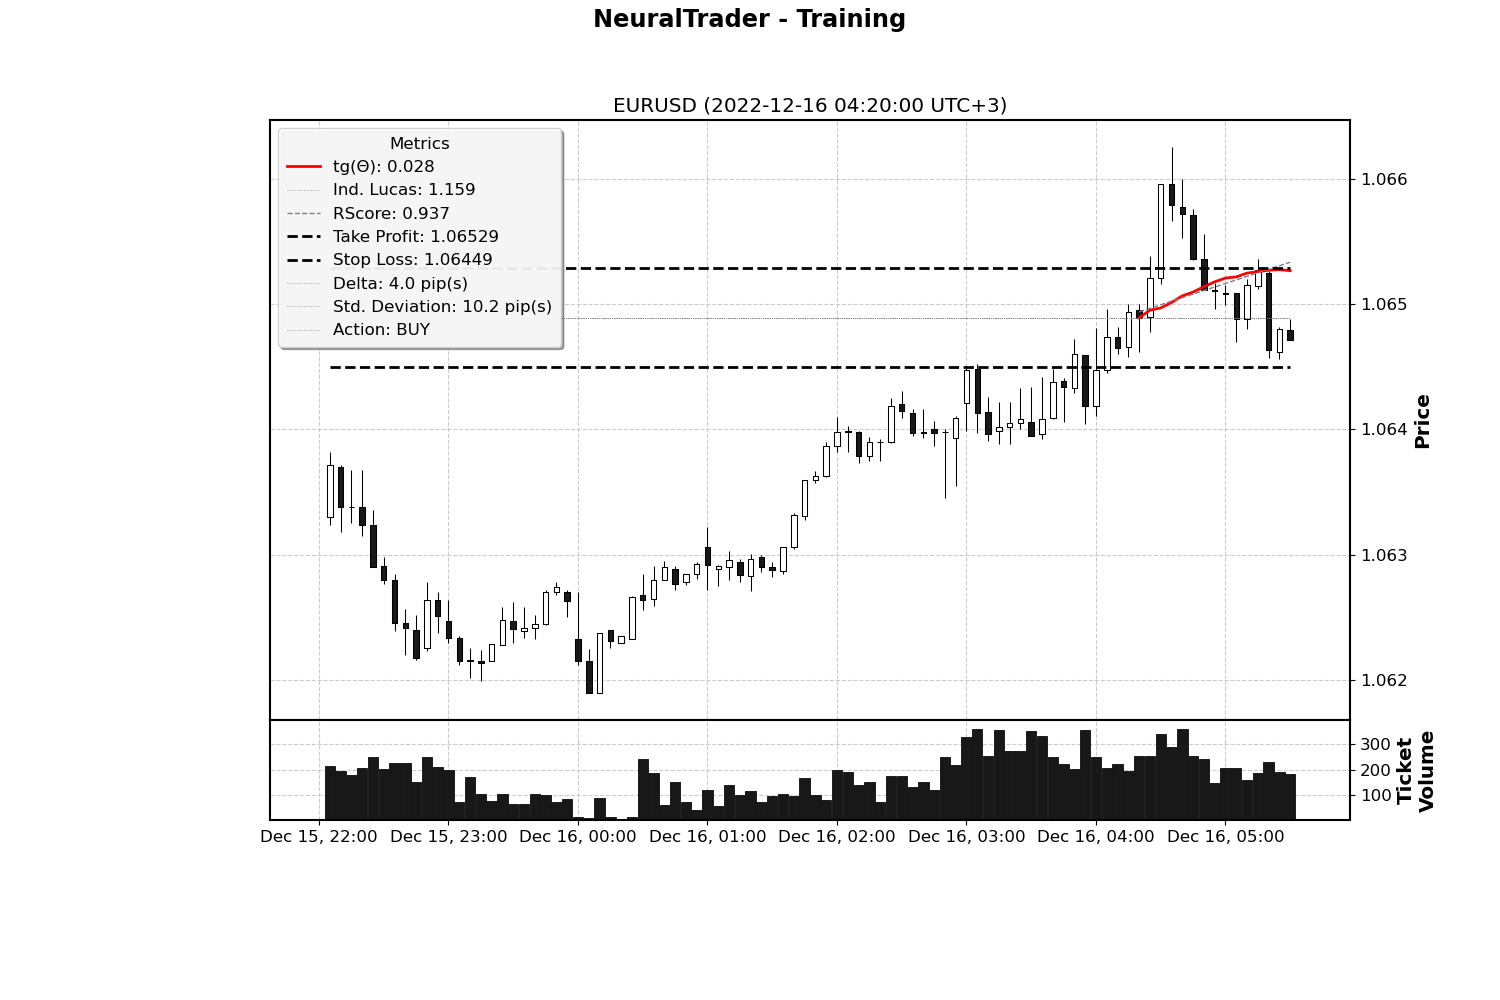 NeuralTrader - Training
EURUSD (2022-12-16 04:20:00 UTC+3)
Metrics
tg(Θ): 0.028
Ind. Lucas: 1.159
RScore: 0.937
Take Profit: 1.06529
Stop Loss: 1.06449
Delta: 4.0 pip(s)
Std. Deviation: 10.2 pip(s)
Action: BUY
1.066
1.065
1.064
1.063
1.062
Price
300
200
100
Ticket
Volume
Dec 15, 22:00 Dec 15, 23:00 Dec 16, 00:00 Dec 16, 01:00 Dec 16, 02:00 Dec 16, 03:00 Dec 16, 04:00 Dec 16, 05:00